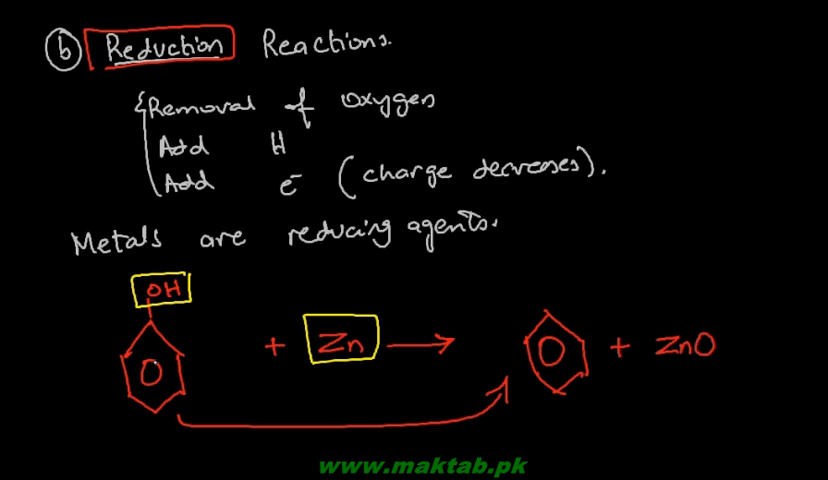 b Reduction Reactions.
Removal of Oxygen
Add H
Add e⁻ (charge decreases).
Metals are reducing agents.
OH
+ Zn → + ZnO
www.maktab.pk